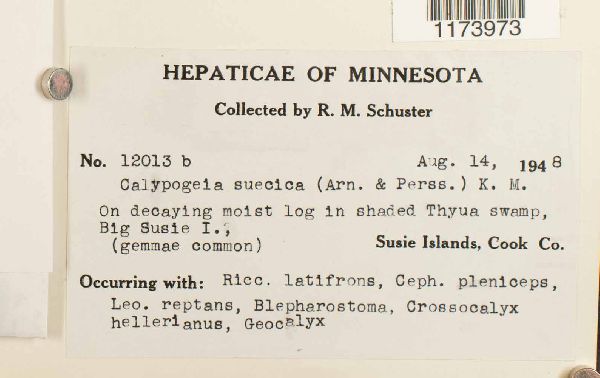 1173973
HEPATICAE OF MINNESOTA
Collected by R. M. Schuster
No. 12013 b Aug. 14, 1948
Calypogeia suecica (Arn. & Perss.) K. M.
On decaying moist log in shaded Thyua swamp,
Big Susie I.,
(gemmae common) Susie Islands, Cook Co.
Occurring with: Ricc. latifrons, Ceph. pleniceps,
Leo. reptans, Blepharostoma, Crossocalyx
hellerianus, Geocalyx